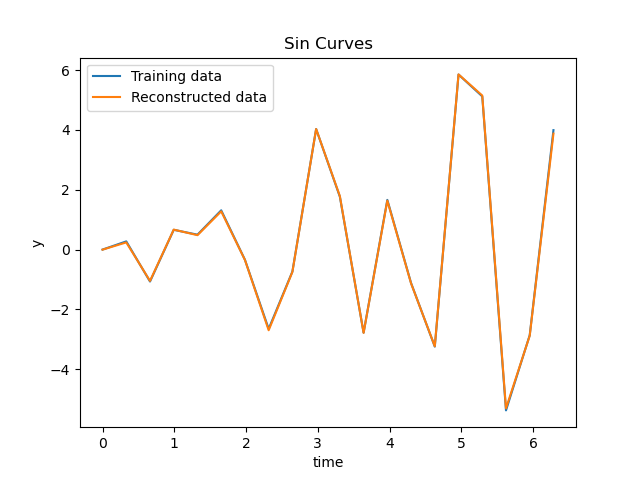 Sin Curves
Training data
Reconstructed data
y
6
4
2
0
−2
−4
0 1 2 3 4 5 6
time